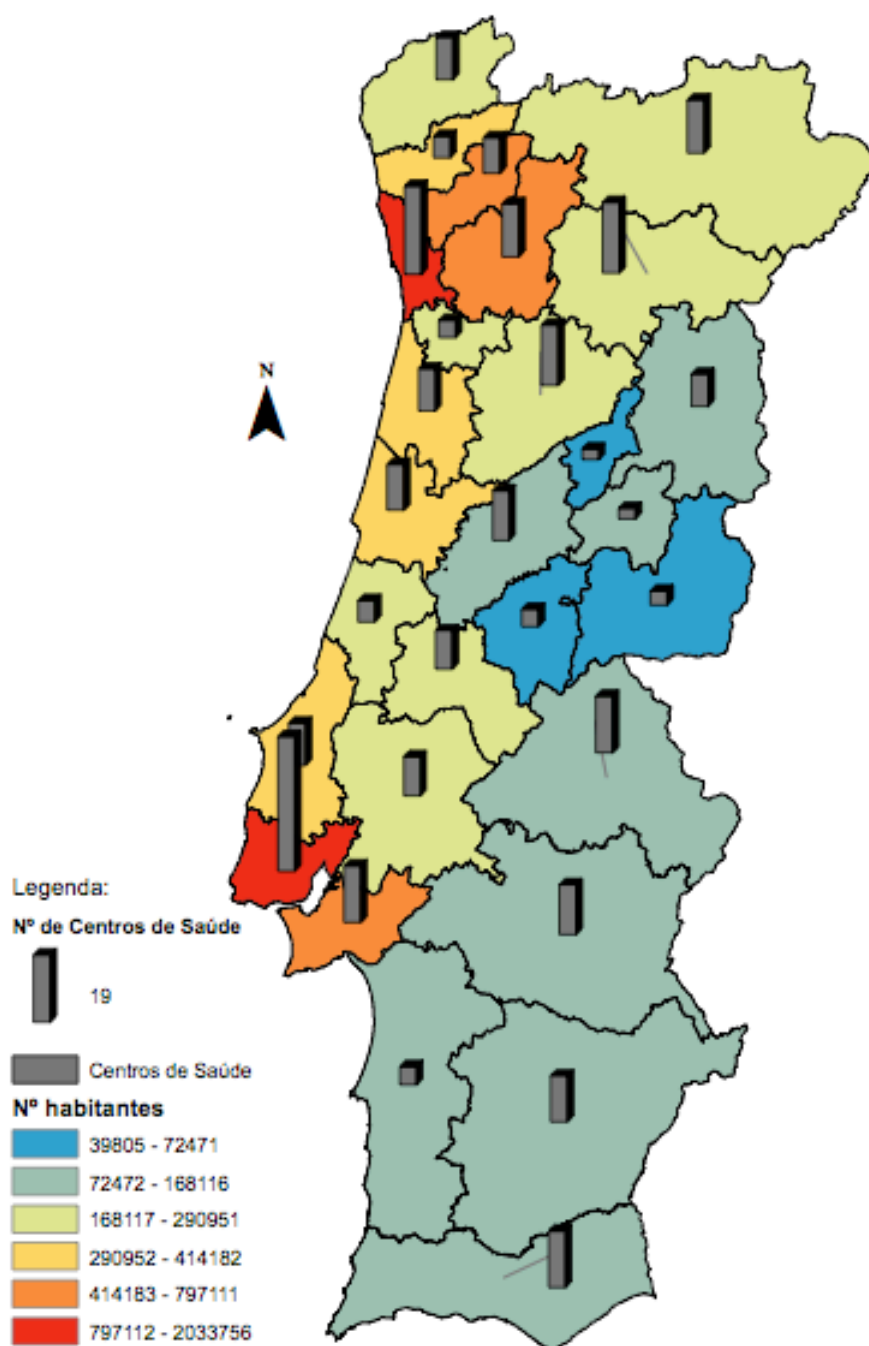 N
Legenda:
Nº de Centros de Saúde
19
Centros de Saúde
Nº habitantes
39805 - 72471
72472 - 168116
168117 - 290951
290952 - 414182
414183 - 797111
797112 - 2033756